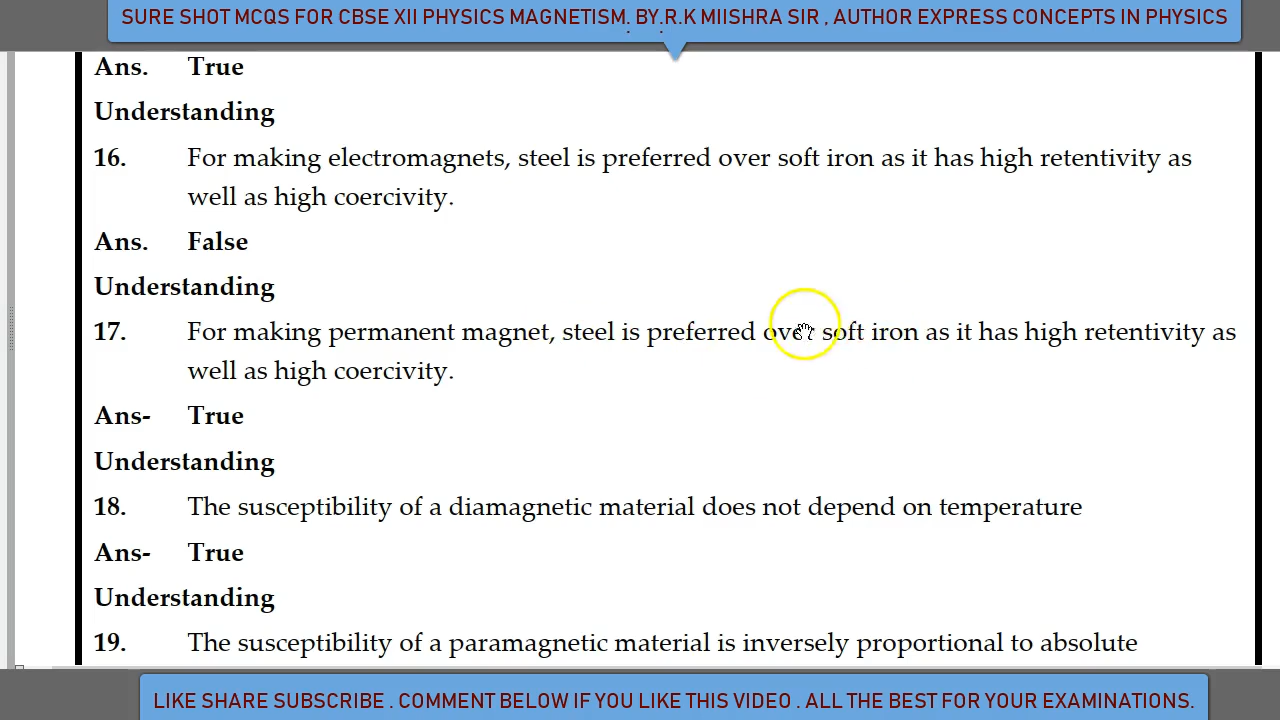 SURE SHOT MCQS FOR CBSE XII PHYSICS MAGNETISM. BY.R.K MIISHRA SIR , AUTHOR EXPRESS CONCEPTS IN PHYSICS
Ans. True
Understanding
16. For making electromagnets, steel is preferred over soft iron as it has high retentivity as
well as high coercivity.
Ans. False
Understanding
17. For making permanent magnet, steel is preferred over soft iron as it has high retentivity as
well as high coercivity.
Ans- True
Understanding
18. The susceptibility of a diamagnetic material does not depend on temperature
Ans- True
Understanding
19. The susceptibility of a paramagnetic material is inversely proportional to absolute
LIKE SHARE SUBSCRIBE . COMMENT BELOW IF YOU LIKE THIS VIDEO . ALL THE BEST FOR YOUR EXAMINATIONS.